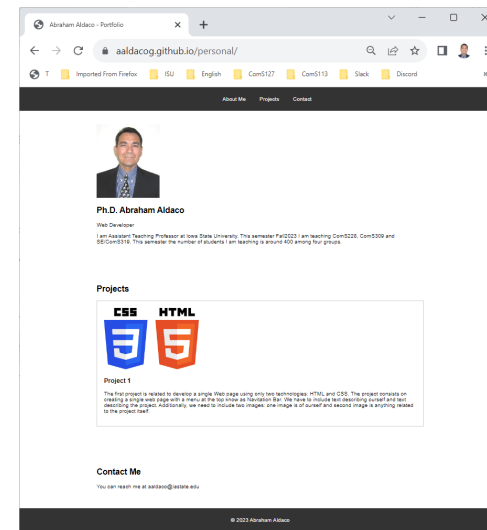 Abraham Aldaco - Portfolio
aaldacog.github.io/personal/
T Imported From Firefox ISU English ComS127 ComS113 Slack Discord
About Me Projects Contact
Ph.D. Abraham Aldaco
Web Developer
I am Assistant Teaching Professor at Iowa State University. This semester Fall2023 I am teaching ComS228, ComS309 and
SE/ComS319. This semester the number of students I am teaching is around 400 among four groups.
Projects
CSS HTML
3 5
Project 1
The first project is related to develop a single Web page using only two technologies: HTML and CSS. The project consists on
creating a single web page with a menu at the top know as Navitation Bar. We have to include text describing ourself and text
describing the project. Additionally, we need to include two images: one image is of ourself and second image is anything related
to the project itself.
Contact Me
You can reach me at aaldaco@iastate.edu
© 2023 Abraham Aldaco